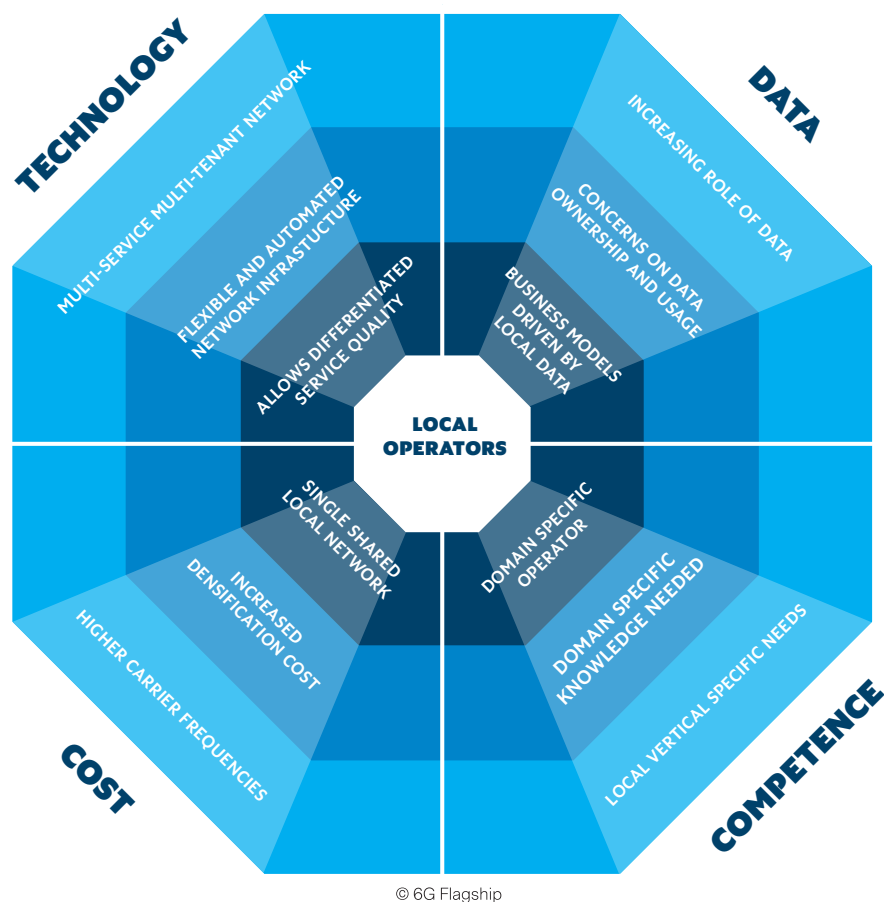 TECHNOLOGY
MULTI-SERVICE MULTI-TENANT NETWORK
FLEXIBLE AND AUTOMATED
NETWORK INFRASTUCTURE
ALLOWS DIFFERENTIATED
SERVICE QUALITY
DATA
INCREASING ROLE OF DATA
CONCERNS ON DATA
OWNERSHIP AND USAGE
BUSINESS MODELS
DRIVEN BY
LOCAL DATA
LOCAL
OPERATORS
COST
HIGHER CARRIER FREQUENCIES
INCREASED
DENSIFICATION COST
SINGLE SHARED
LOCAL NETWORK
COMPETENCE
LOCAL VERTICAL SPECIFIC NEEDS
DOMAIN SPECIFIC
KNOWLEDGE NEEDED
DOMAIN SPECIFIC
OPERATOR
© 6G Flagship